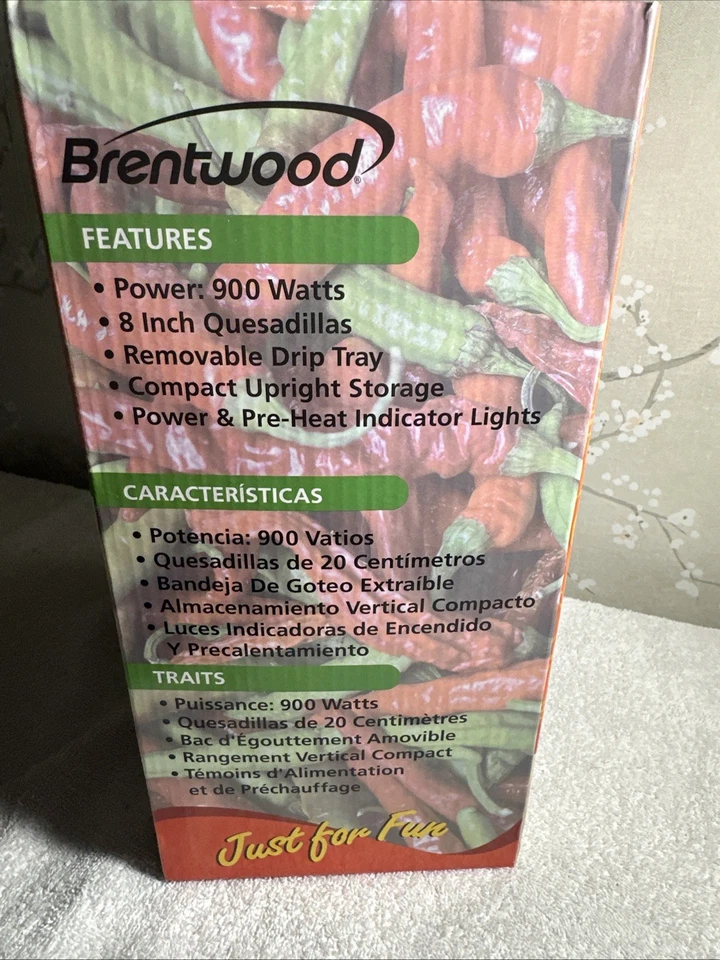 Brentwood®
FEATURES
• Power: 900 Watts
• 8 Inch Quesadillas
• Removable Drip Tray
• Compact Upright Storage
• Power & Pre-Heat Indicator Lights
CARACTERÍSTICAS
• Potencia: 900 Vatios
• Quesadillas de 20 Centímetros
• Bandeja De Goteo Extraíble
• Almacenamiento Vertical Compacto
• Luces Indicadoras de Encendido
Y Precalentamiento
TRAITS
• Puissance: 900 Watts
• Quesadillas de 20 Centimètres
• Bac d'Égouttement Amovible
• Rangement Vertical Compact
• Témoins d'Alimentation
et de Préchauffage
Just for Fun